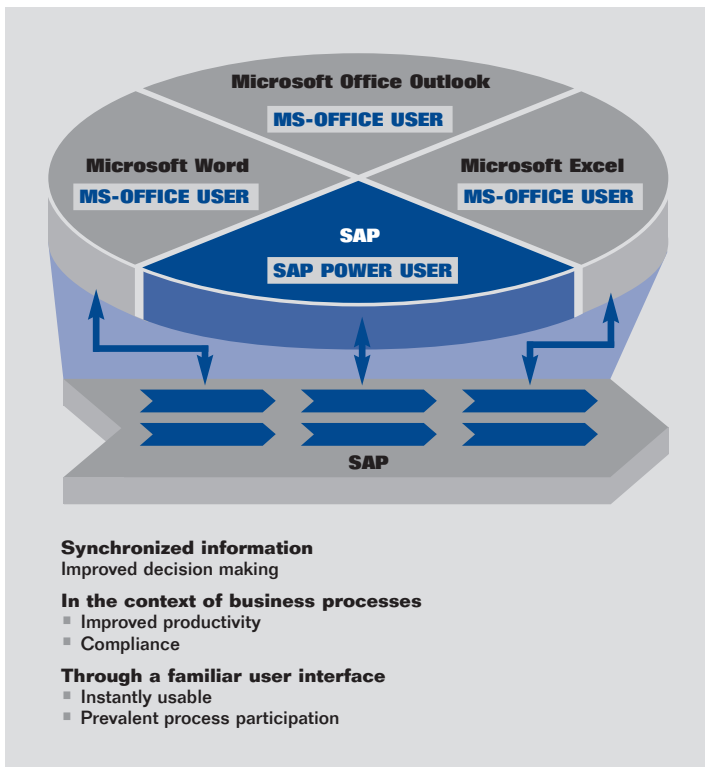 Microsoft Office Outlook
MS-OFFICE USER
Microsoft Word
MS-OFFICE USER
Microsoft Excel
MS-OFFICE USER
SAP
SAP POWER USER
SAP
Synchronized information
Improved decision making
In the context of business processes
Improved productivity
Compliance
Through a familiar user interface
Instantly usable
Prevalent process participation